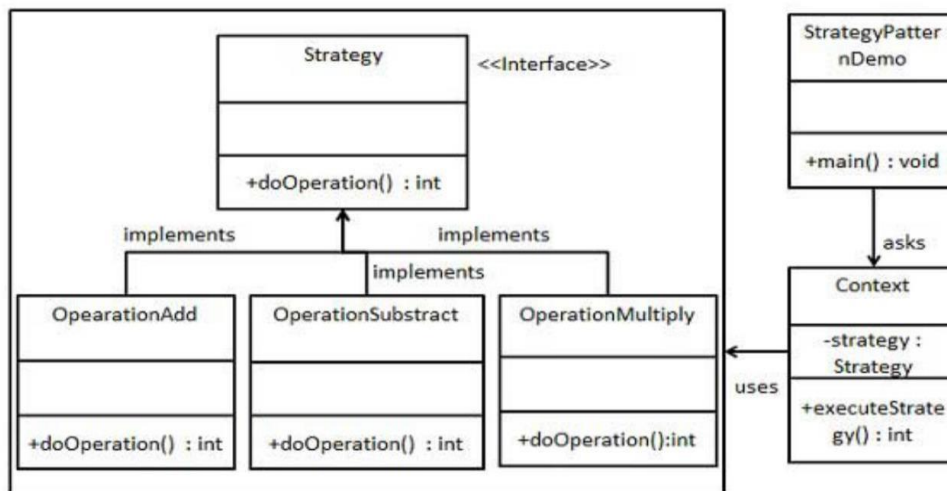 Strategy
<<Interface>>
+doOperation() : int
implements
implements
implements
OpearationAdd
+doOperation() : int
OperationSubstract
+doOperation() : int
OperationMultiply
+doOperation():int
StrategyPatter
nDemo
+main() : void
asks
Context
-strategy :
Strategy
+executeStrate
gy() : int
uses